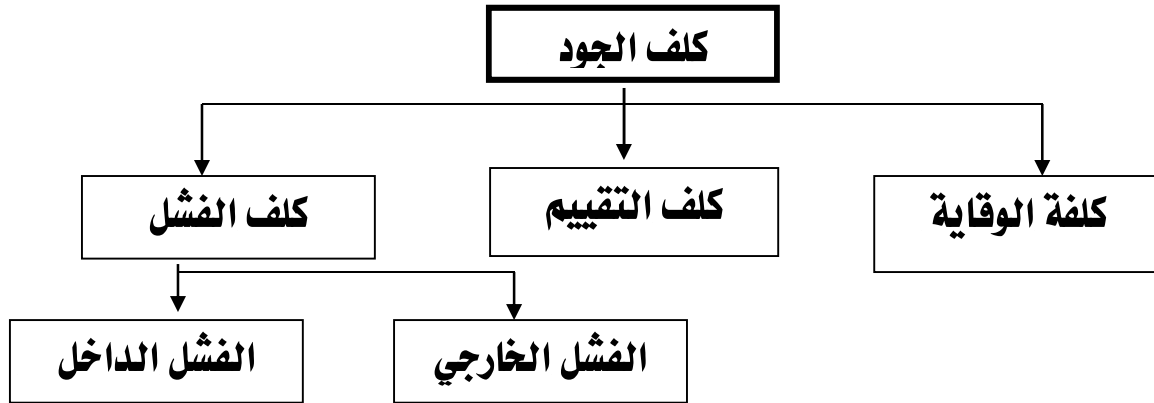 كلف الجود
كلفة الوقاية
كلف التقييم
كلف الفشل
الفشل الخارجي
الفشل الداخل